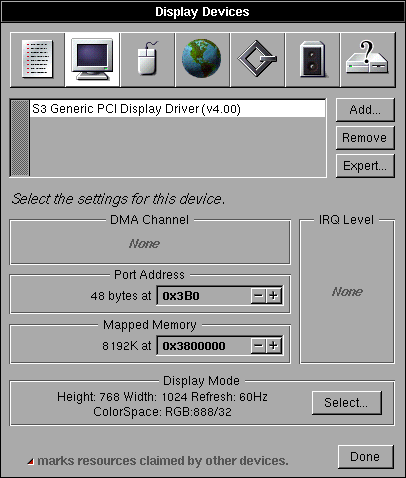 Display Devices
S3 Generic PCI Display Driver (v4.00)
Add...
Remove
Expert...
Select the settings for this device.
DMA Channel
None
IRQ Level
None
Port Address
48 bytes at 0x3B0
Mapped Memory
8192K at 0x3800000
Display Mode
Height: 768 Width: 1024 Refresh: 60Hz
ColorSpace: RGB:888/32
Select...
marks resources claimed by other devices.
Done